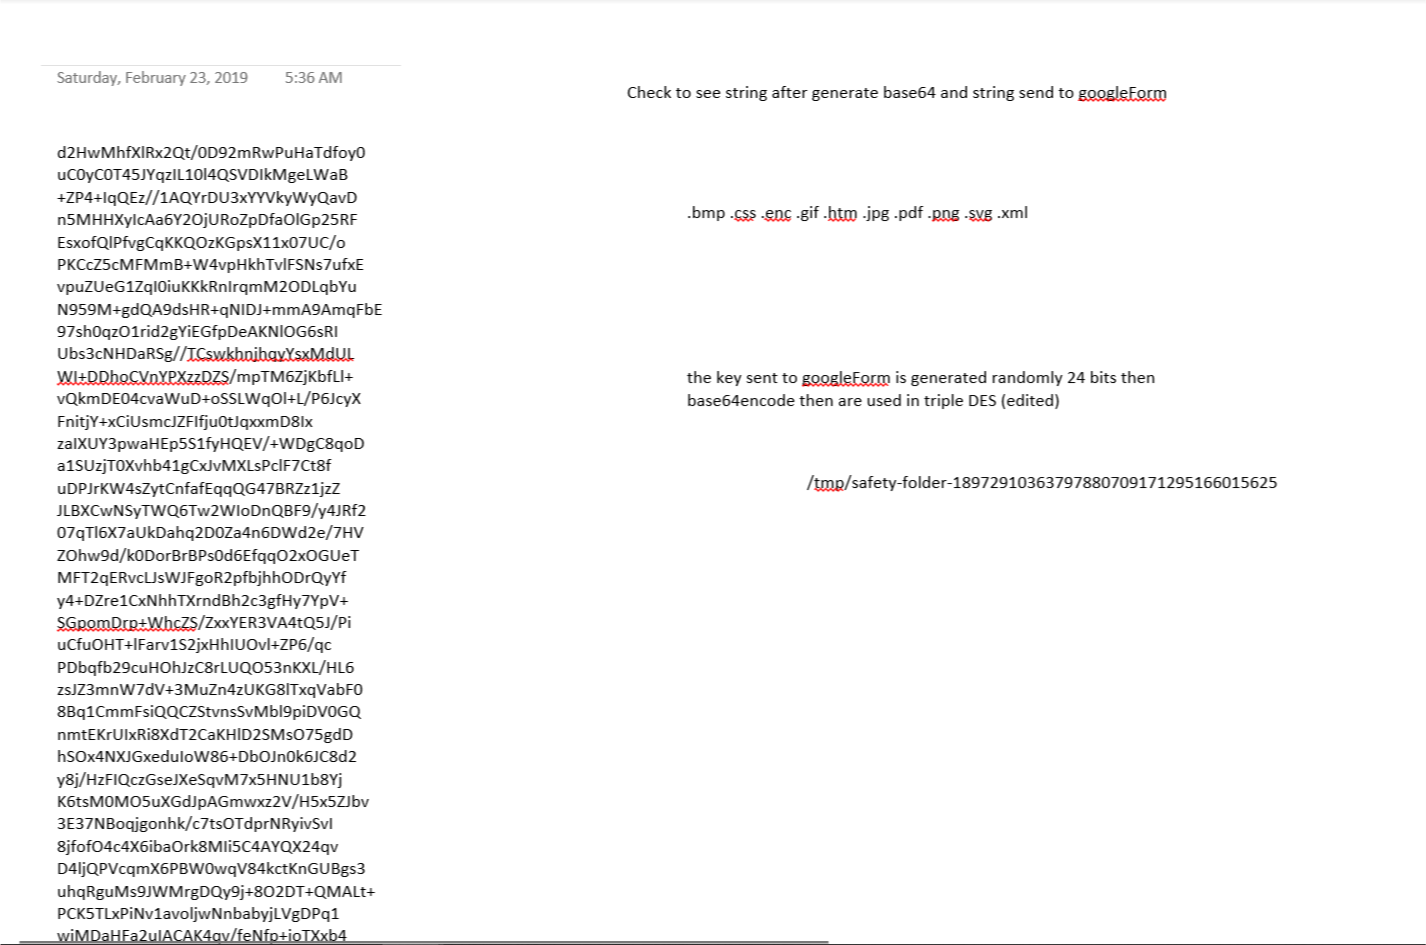 Saturday, February 23, 2019 5:36 AM
Check to see string after generate base64 and string send to googleForm
d2HwMhfXlRx2Qt/0D92mRwPuHaTdfoy0
uC0yC0T45JYqzIL10l4QSVDIkMgeLWaB
+ZP4+IqQEz//1AQYrDU3xYYVkyWyQavD
n5MHHXyIcAa6Y2OjURoZpDfaOlGp25RF
EsxofQlPfvgCqKKQOzKGpsX11x07UC/o
PKCcZ5cMFMmB+W4vpHkhTvlFSNs7ufxE
vpuZUeG1ZqI0iuKKkRnIrqmM2ODLqbYu
N959M+gdQA9dsHR+qNIDJ+mmA9AmqFbE
97sh0qzO1rid2gYiEGfpDeAKNlOG6sRI
Ubs3cNHDaRSg//TCswkhnjhqyYsxMdUL
WI+DDhoCVnYPXzzDZS/mpTM6ZjKbfLl+
vQkmDE04cvaWuD+oSSLWqOl+L/P6JcyX
FnitjY+xCiUsmcJZFIfju0tJqxxmD8Ix
zaIXUY3pwaHEp5S1fyHQEV/+WDgC8qoD
a1SUzjT0Xvhb41gCxJvMXLsPclF7Ct8f
uDPJrKW4sZytCnfafEqqQG47BRZz1jzZ
JLBXCwNSyTWQ6Tw2WIoDnQBF9/y4JRf2
07qTl6X7aUkDahq2D0Za4n6DWd2e/7HV
ZOhw9d/k0DorBrBPs0d6EfqqO2xOGUeT
MFT2qERvcLJsWJFgoR2pfbjhhODrQyYf
y4+DZre1CxNhhTXrndBh2c3gfHy7YpV+
SGpomDrp+WhcZS/ZxxYER3VA4tQ5J/Pi
uCfuOHT+lFarv1S2jxHhIUOvl+ZP6/qc
PDbqfb29cuHOhJzC8rLUQO53nKXL/HL6
zsJZ3mnW7dV+3MuZn4zUKG8lTxqVabF0
8Bq1CmmFsiQQCZStvnsSvMbl9piDV0GQ
nmtEKrUIxRi8XdT2CaKHlD2SMsO75gdD
hSOx4NXJGxeduIoW86+DbOJn0k6JC8d2
y8j/HzFIQczGseJXeSqvM7x5HNU1b8Yj
K6tsM0MO5uXGdJpAGmwxz2V/H5x5ZJbv
3E37NBoqjgonhk/c7tsOTdprNRyivSvI
8jfofO4c4X6ibaOrk8MIi5C4AYQX24qv
D4ljQPVcqmX6PBW0wqV84kctKnGUBgs3
uhqRguMs9JWMrgDQy9j+8O2DT+QMALt+
PCK5TLxPiNv1avoljwNnbabyjLVgDPq1
wiMDaHFa2uIACAK4qv/feNfp+ioTXxb4
.bmp .css .enc .gif .htm .jpg .pdf .png .svg .xml
the key sent to googleForm is generated randomly 24 bits then
base64encode then are used in triple DES (edited)
/tmp/safety-folder-18972910363797880709171295166015625